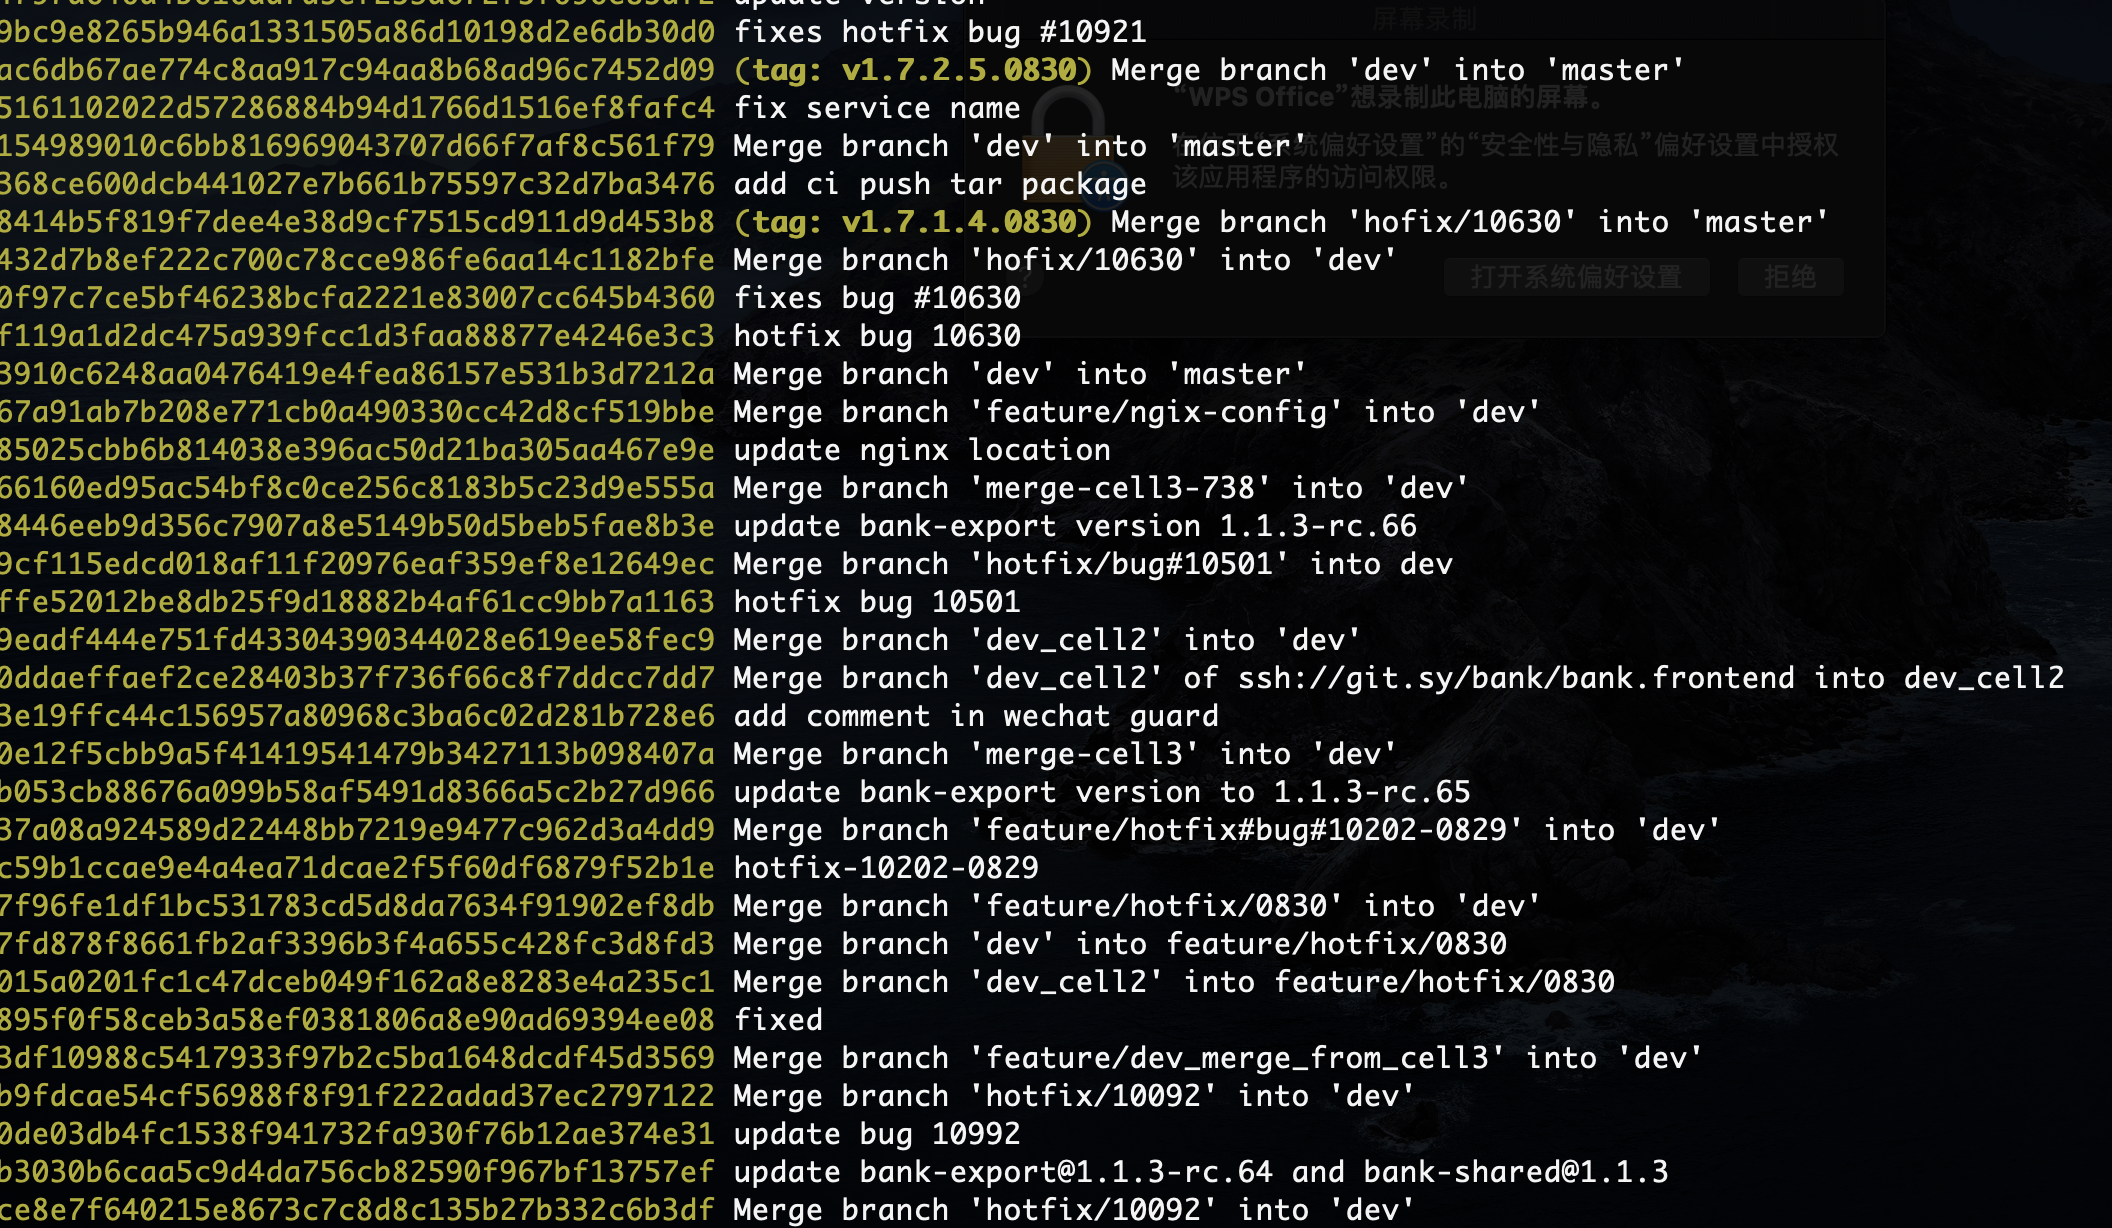 update version
9bc9e8265b946a1331505a86d10198d2e6db30d0 fixes hotfix bug #10921
ac6db67ae774c8aa917c94aa8b68ad96c7452d09 (tag: v1.7.2.5.0830) Merge branch 'dev' into 'master'
5161102022d57286884b94d1766d1516ef8fafc4 fix service name
154989010c6bb816969043707d66f7af8c561f79 Merge branch 'dev' into 'master'
368ce600dcb441027e7b661b75597c32d7ba3476 add ci push tar package
8414b5f819f7dee4e38d9cf7515cd911d9d453b8 (tag: v1.7.1.4.0830) Merge branch 'hofix/10630' into 'master'
432d7b8ef222c700c78cce986fe6aa14c1182bfe Merge branch 'hofix/10630' into 'dev'
0f97c7ce5bf46238bcfa2221e83007cc645b4360 fixes bug #10630
f119a1d2dc475a939fcc1d3faa88877e4246e3c3 hotfix bug 10630
3910c6248aa0476419e4fea86157e531b3d7212a Merge branch 'dev' into 'master'
67a91ab7b208e771cb0a490330cc42d8cf519bbe Merge branch 'feature/ngix-config' into 'dev'
85025cbb6b814038e396ac50d21ba305aa467e9e update nginx location
66160ed95ac54bf8c0ce256c8183b5c23d9e555a Merge branch 'merge-cell3-738' into 'dev'
8446eeb9d356c7907a8e5149b50d5beb5fae8b3e update bank-export version 1.1.3-rc.66
9cf115edcd018af11f20976eaf359ef8e12649ec Merge branch 'hotfix/bug#10501' into dev
ffe52012be8db25f9d18882b4af61cc9bb7a1163 hotfix bug 10501
9eadf444e751fd43304390344028e619ee58fec9 Merge branch 'dev_cell2' into 'dev'
0ddaeffaef2ce28403b37f736f66c8f7ddcc7dd7 Merge branch 'dev_cell2' of ssh://git.sy/bank/bank.frontend into dev_cell2
3e19ffc44c156957a80968c3ba6c02d281b728e6 add comment in wechat guard
0e12f5cbb9a5f41419541479b3427113b098407a Merge branch 'merge-cell3' into 'dev'
b053cb88676a099b58af5491d8366a5c2b27d966 update bank-export version to 1.1.3-rc.65
37a08a924589d22448bb7219e9477c962d3a4dd9 Merge branch 'feature/hotfix#bug#10202-0829' into 'dev'
c59b1ccae9e4a4ea71dcae2f5f60df6879f52b1e hotfix-10202-0829
7f96fe1df1bc531783cd5d8da7634f91902ef8db Merge branch 'feature/hotfix/0830' into 'dev'
7fd878f8661fb2af3396b3f4a655c428fc3d8fd3 Merge branch 'dev' into feature/hotfix/0830
015a0201fc1c47dceb049f162a8e8283e4a235c1 Merge branch 'dev_cell2' into feature/hotfix/0830
895f0f58ceb3a58ef0381806a8e90ad69394ee08 fixed
3df10988c5417933f97b2c5ba1648dcdf45d3569 Merge branch 'feature/dev_merge_from_cell3' into 'dev'
b9fdcae54cf56988f8f91f222adad37ec2797122 Merge branch 'hotfix/10092' into 'dev'
0de03db4fc1538f941732fa930f76b12ae374e31 update bug 10992
b3030b6caa5c9d4da756cb82590f967bf13757ef update bank-export@1.1.3-rc.64 and bank-shared@1.1.3
ce8e7f640215e8673c7c8d8c135b27b332c6b3df Merge branch 'hotfix/10092' into 'dev'
屏幕录制
“WPS Office”想录制此电脑的屏幕。
“系统偏好设置”的“安全性与隐私”偏好设置中授权
该应用程序的访问权限。
?
打开系统偏好设置
拒绝